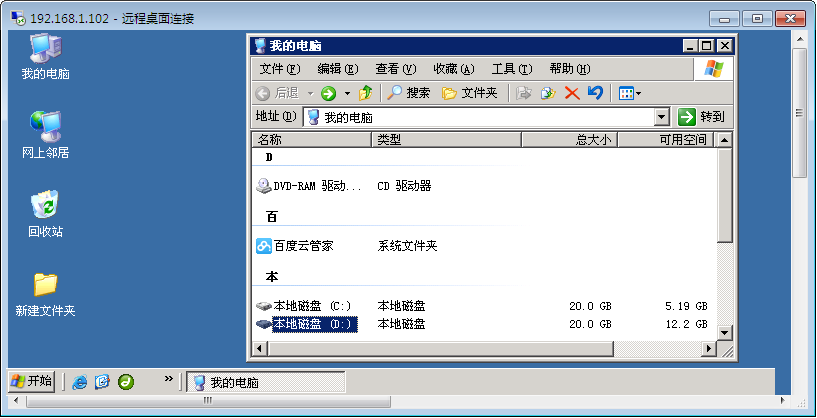 192.168.1.102 - 远程桌面连接
我的电脑
网上邻居
回收站
新建文件夹
我的电脑
文件(F) 编辑(E) 查看(V) 收藏(A) 工具(T) 帮助(H)
后退 搜索 文件夹
地址(D) 我的电脑 转到
名称 类型 总大小 可用空间
D
DVD-RAM 驱动... CD 驱动器
百
百度云管家 系统文件夹
本
本地磁盘 (C:) 本地磁盘 20.0 GB 5.19 GB
本地磁盘 (D:) 本地磁盘 20.0 GB 12.2 GB
开始 » 我的电脑